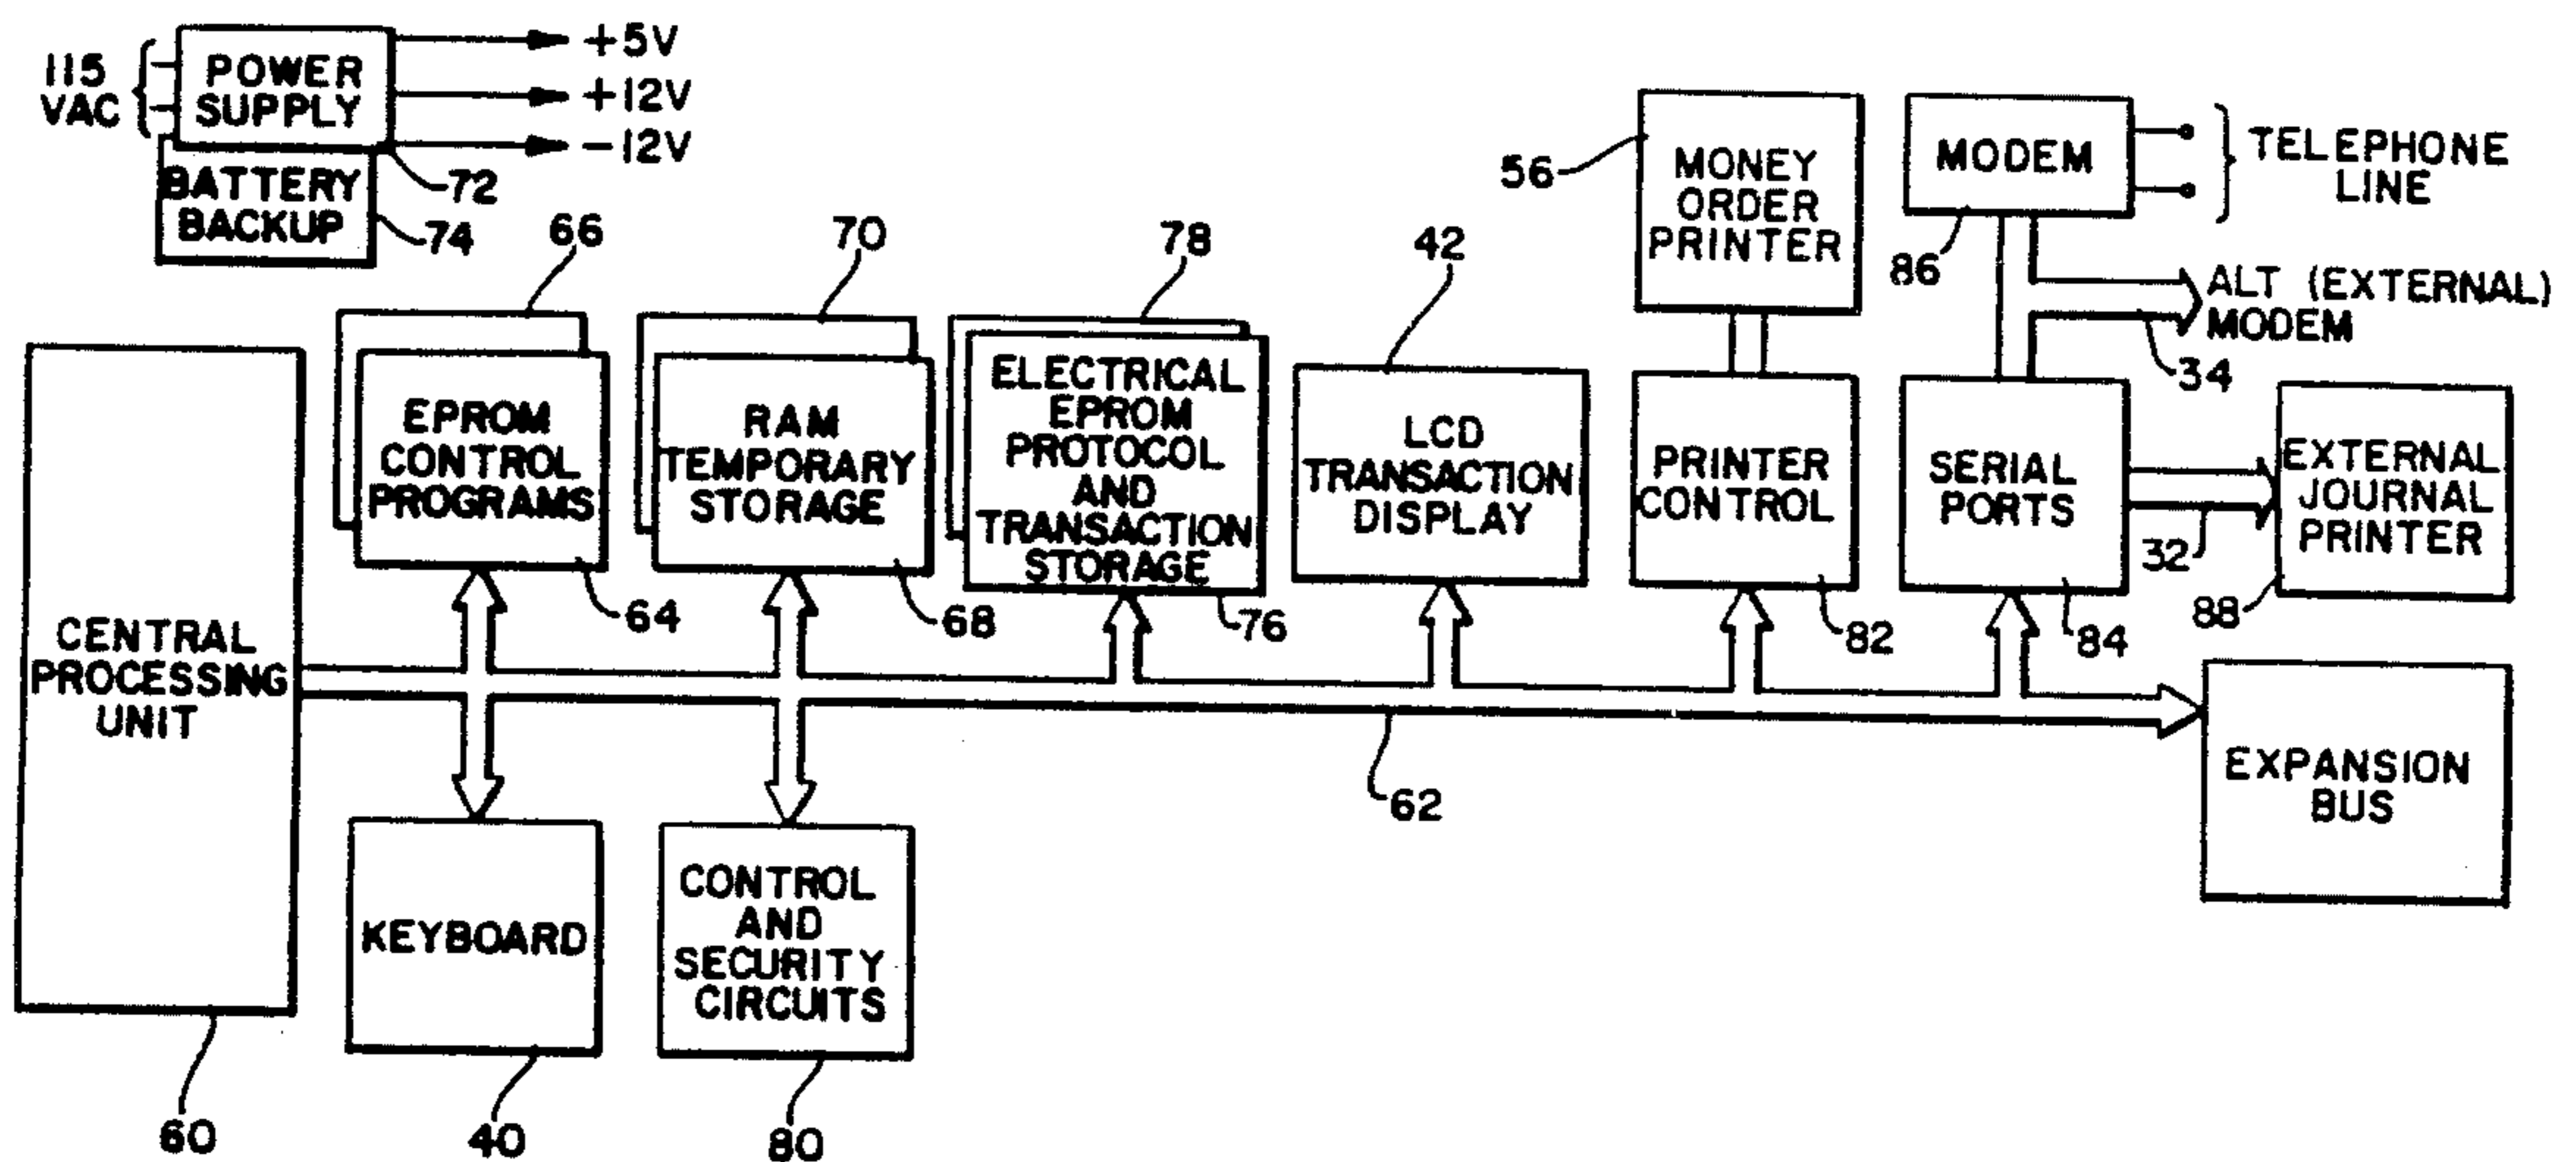 115
VAC
POWER
SUPPLY
+5V
+12V
-12V
BATTERY
BACKUP
72
74
66
70
78
42
56
MONEY
ORDER
PRINTER
MODEM
86
TELEPHONE
LINE
ALT (EXTERNAL)
MODEM
34
EPROM
CONTROL
PROGRAMS
64
RAM
TEMPORARY
STORAGE
68
ELECTRICAL
EPROM
PROTOCOL
AND
TRANSACTION
STORAGE
76
LCD
TRANSACTION
DISPLAY
PRINTER
CONTROL
82
SERIAL
PORTS
84
32
EXTERNAL
JOURNAL
PRINTER
88
CENTRAL
PROCESSING
UNIT
60
62
EXPANSION
BUS
KEYBOARD
40
CONTROL
AND
SECURITY
CIRCUITS
80